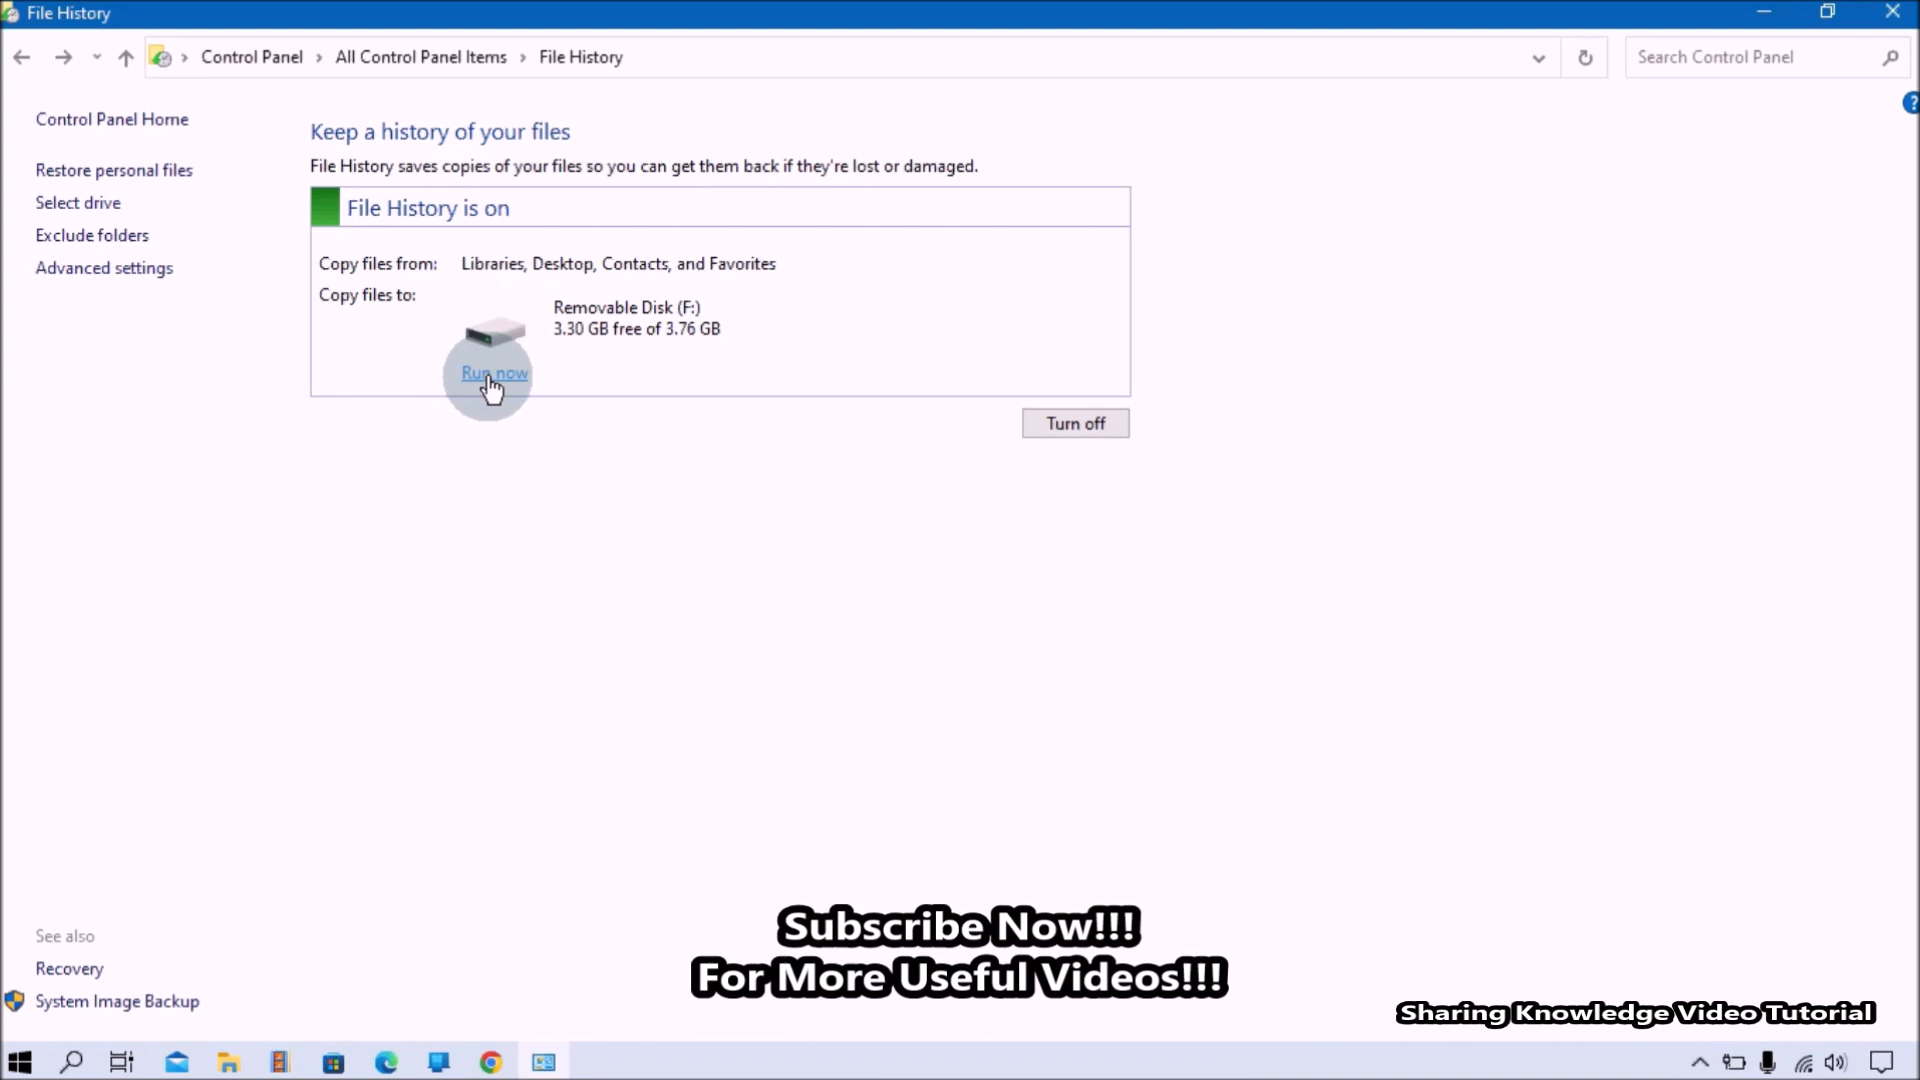 File History
Control Panel > All Control Panel Items > File History
Search Control Panel
?
Control Panel Home
Restore personal files
Select drive
Exclude folders
Advanced settings
Keep a history of your files
File History saves copies of your files so you can get them back if they're lost or damaged.
File History is on
Copy files from: Libraries, Desktop, Contacts, and Favorites
Copy files to:
Removable Disk (F:)
3.30 GB free of 3.76 GB
Run now
Turn off
See also
Recovery
System Image Backup
Subscribe Now!!!
For More Useful Videos!!!
Sharing Knowledge Video Tutorial